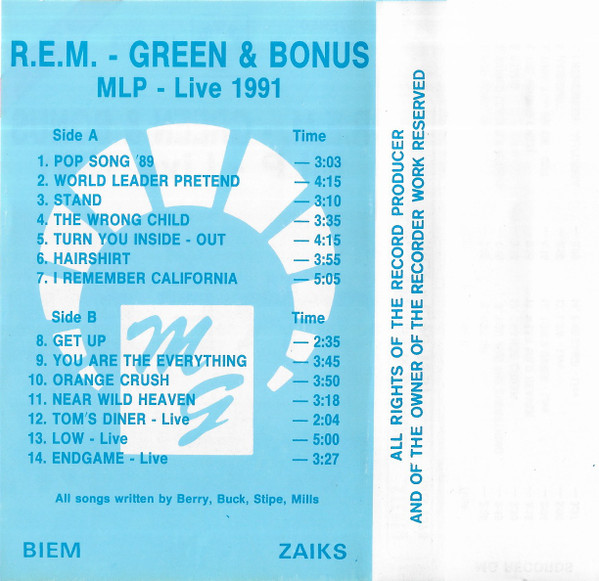 R.E.M. - GREEN & BONUS
MLP - Live 1991
Side A Time
1. POP SONG '89 — 3:03
2. WORLD LEADER PRETEND — 4:15
3. STAND — 3:10
4. THE WRONG CHILD — 3:35
5. TURN YOU INSIDE - OUT — 4:15
6. HAIRSHIRT — 3:55
7. I REMEMBER CALIFORNIA — 5:05
Side B Time
8. GET UP — 2:35
9. YOU ARE THE EVERYTHING — 3:45
10. ORANGE CRUSH — 3:50
11. NEAR WILD HEAVEN — 3:18
12. TOM'S DINER - Live — 2:04
13. LOW - Live — 5:00
14. ENDGAME - Live — 3:27
MG
All songs written by Berry, Buck, Stipe, Mills
BIEM ZAIKS
ALL RIGHTS OF THE RECORD PRODUCER
AND OF THE OWNER OF THE RECORDER WORK RESERVED